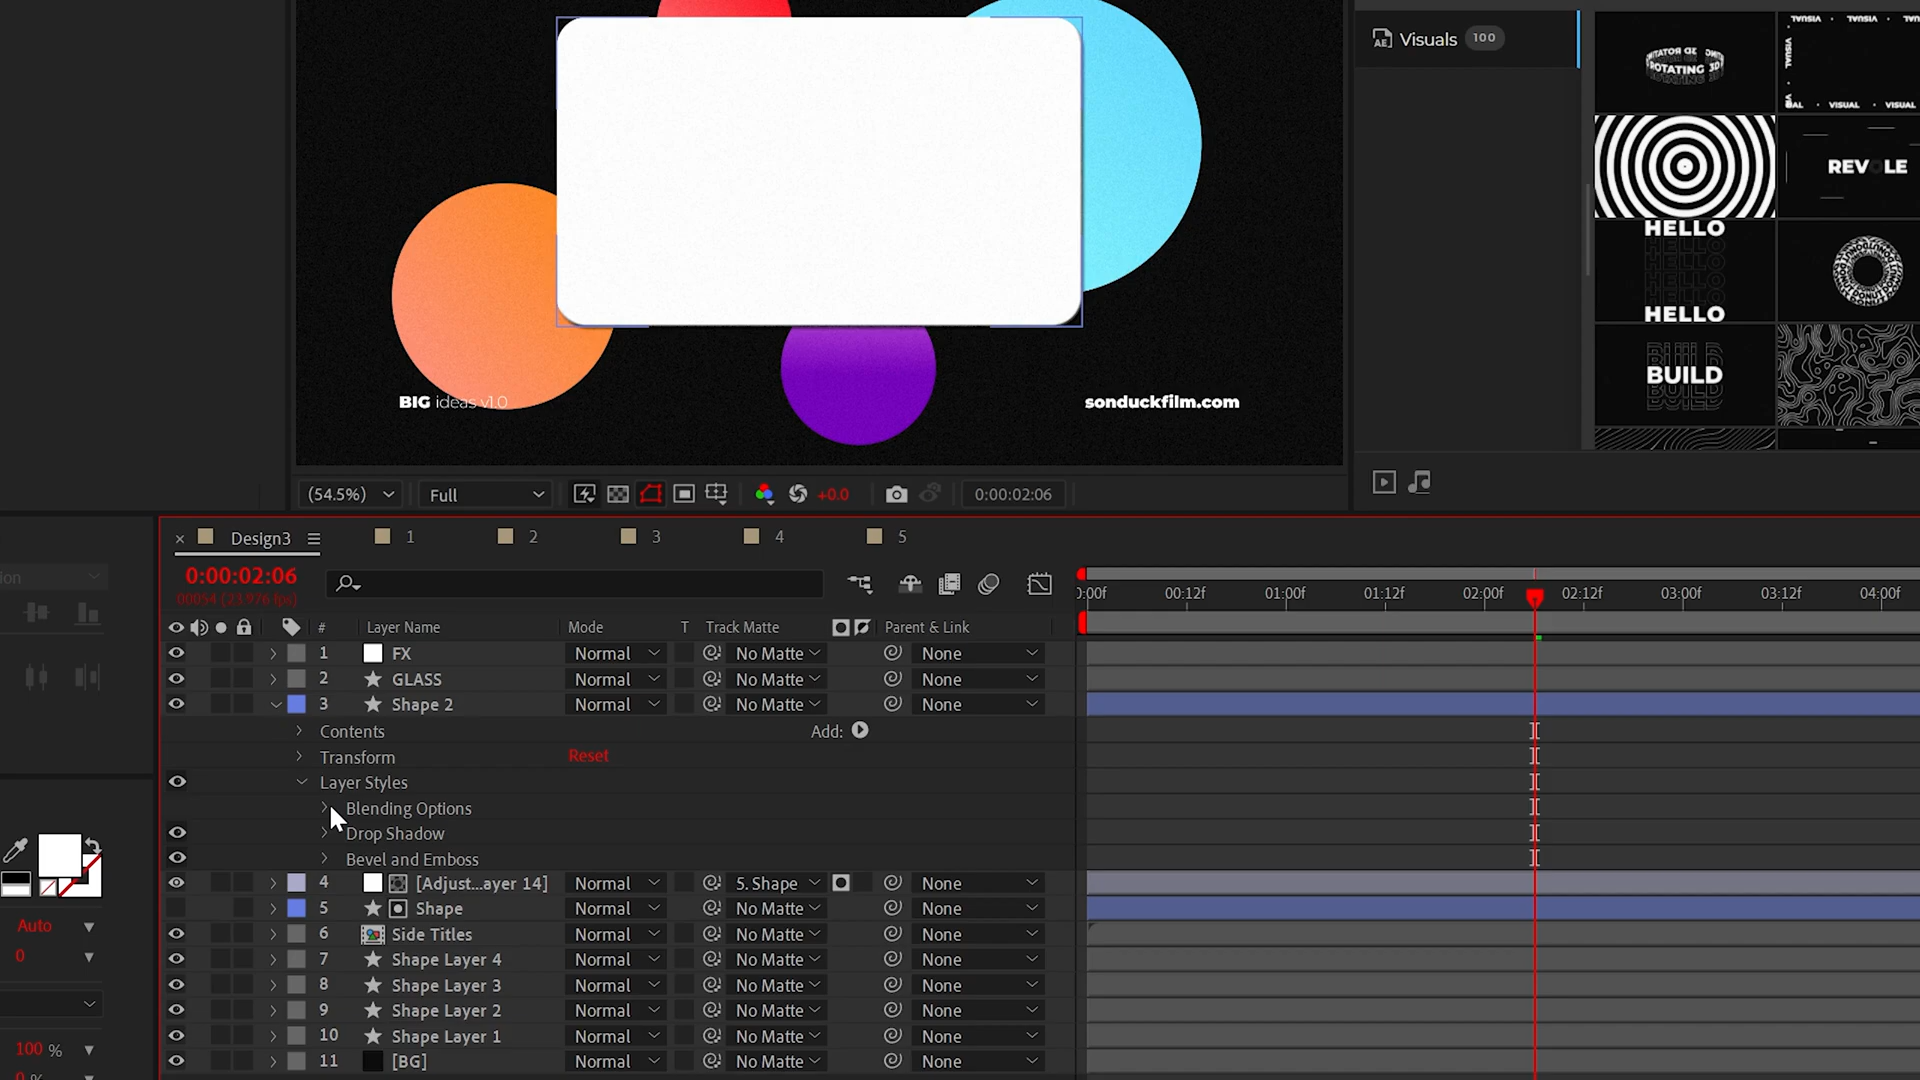 BIG ideas v1.0
sonduckfilm.com
Visuals 100
ROTATING 3D
VISUAL
VISUAL VISUAL
REV LE
HELLO
HELLO
BUILD
(54.5%) Full +0.0 0:00:02:06
Design3 1 2 3 4 5
0:00:02:06
00054 (23.976 fps)
0:00f 00:12f 01:00f 01:12f 02:00f 02:12f 03:00f 03:12f 04:00f
# Layer Name Mode T Track Matte Parent & Link
1 FX Normal No Matte None
2 GLASS Normal No Matte None
3 Shape 2 Normal No Matte None
Contents Add:
Transform Reset
Layer Styles
Blending Options
Drop Shadow
Bevel and Emboss
4 [Adjust...ayer 14] Normal 5. Shape None
5 Shape Normal No Matte None
6 Side Titles Normal No Matte None
7 Shape Layer 4 Normal No Matte None
8 Shape Layer 3 Normal No Matte None
9 Shape Layer 2 Normal No Matte None
10 Shape Layer 1 Normal No Matte None
11 [BG] Normal No Matte None
ion
Auto
0
100 %
0 %